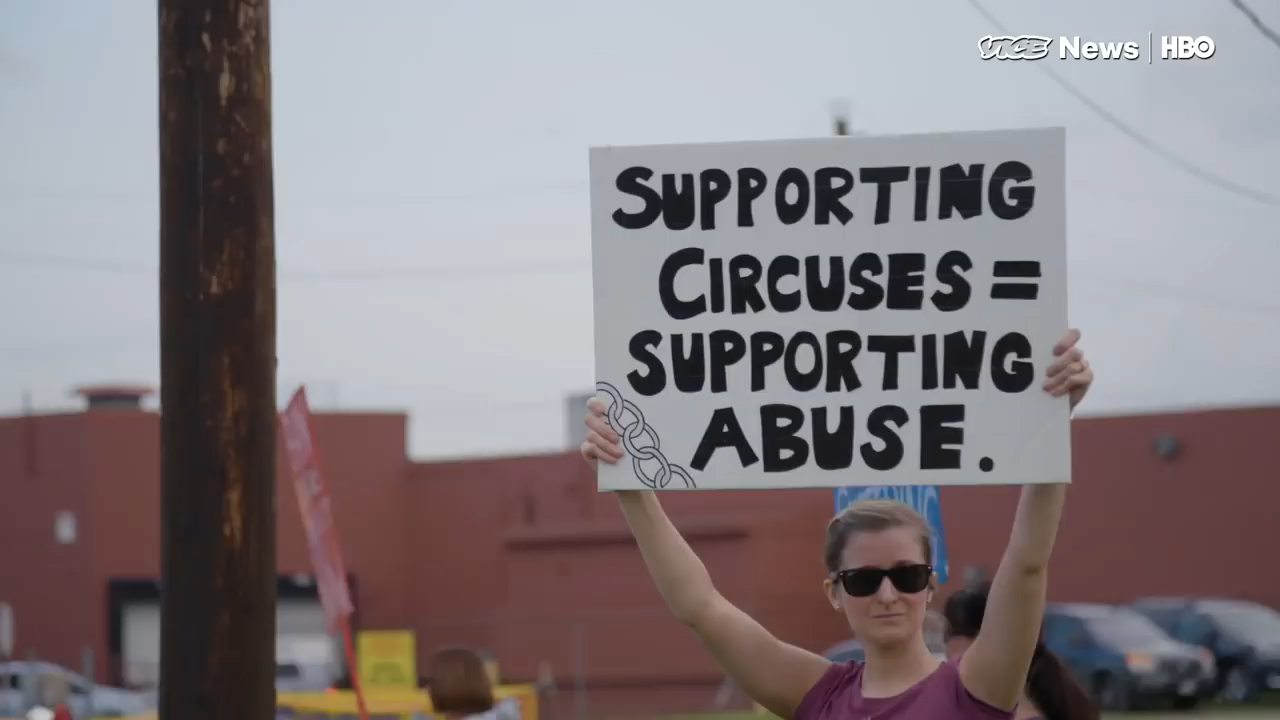 VICE News | HBO
SUPPORTING
CIRCUSES =
SUPPORTING
ABUSE.